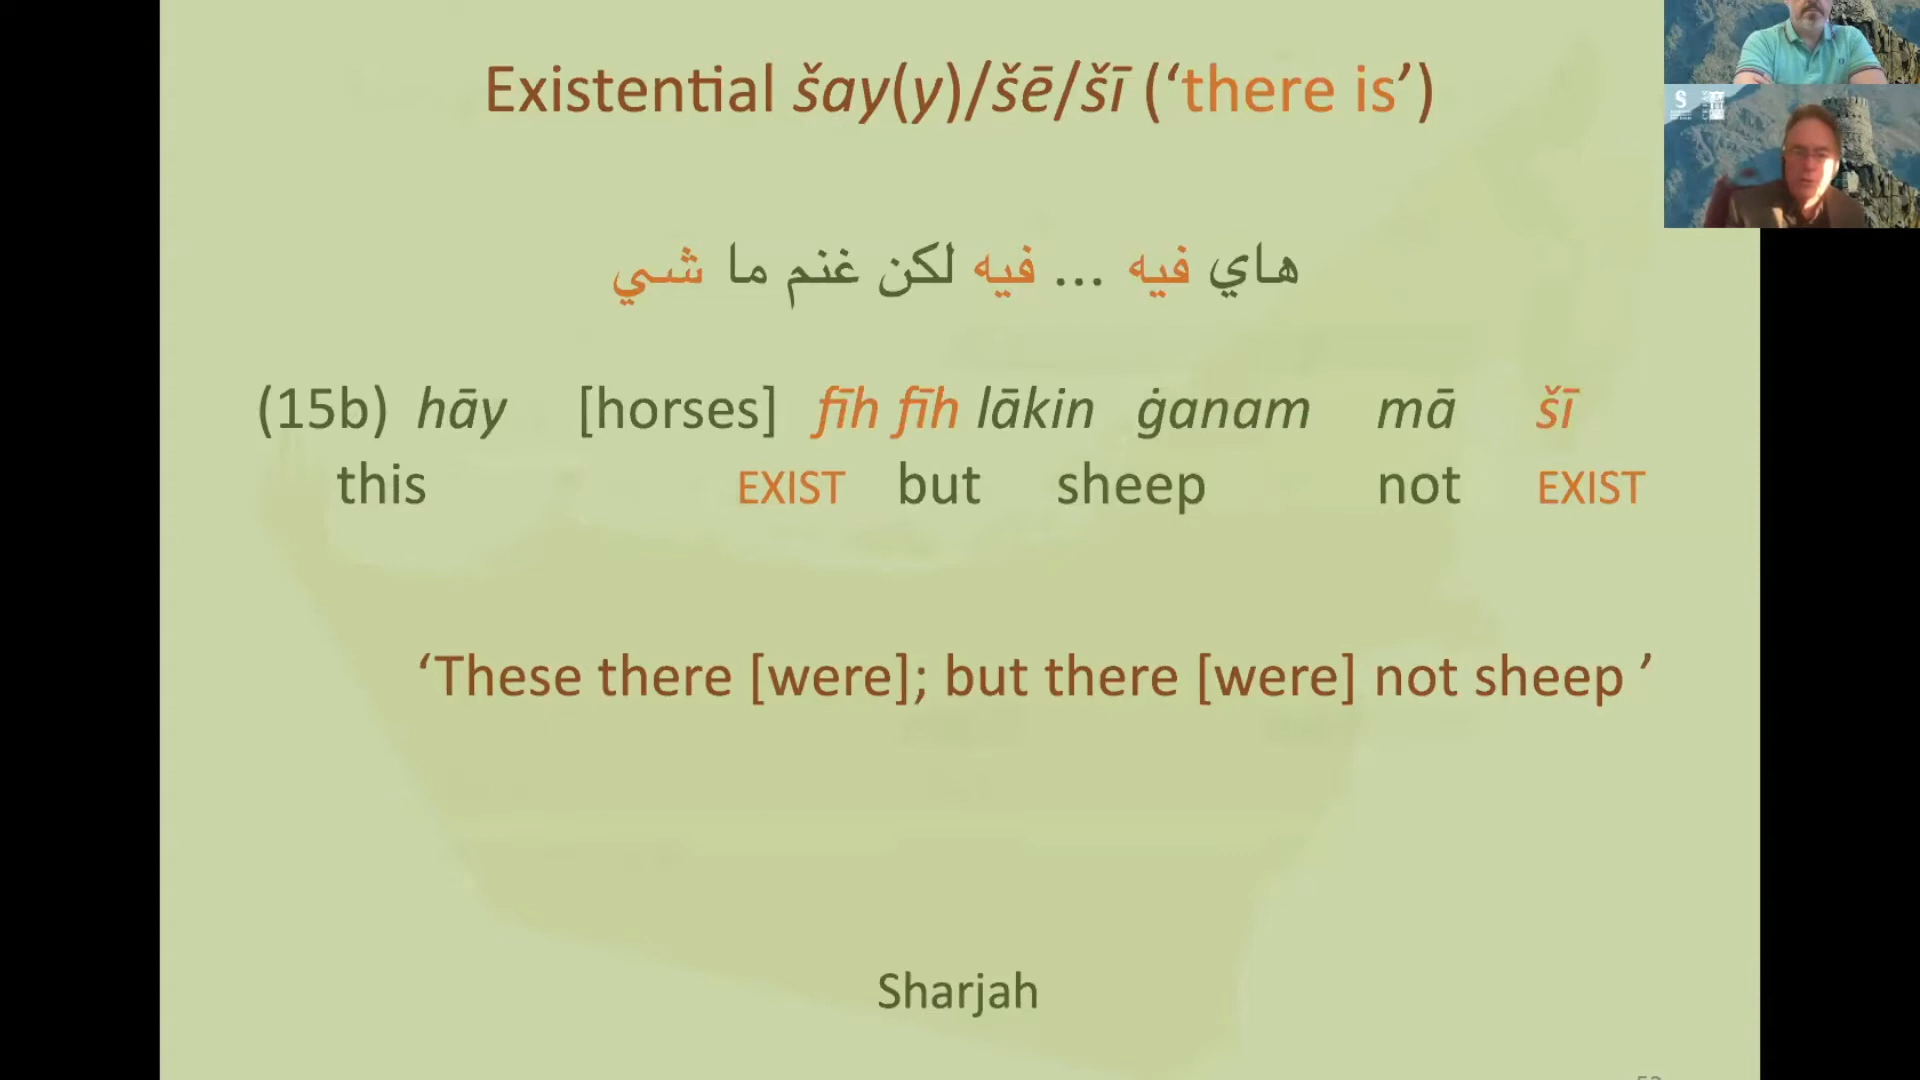 Existential šay(y)/šē/šī (‘there is’)
هاي فيه ... فيه لكن غنم ما شي
(15b) hāy [horses] fīh fīh lākin ġanam mā šī
this EXIST but sheep not EXIST
‘These there [were]; but there [were] not sheep ’
Sharjah